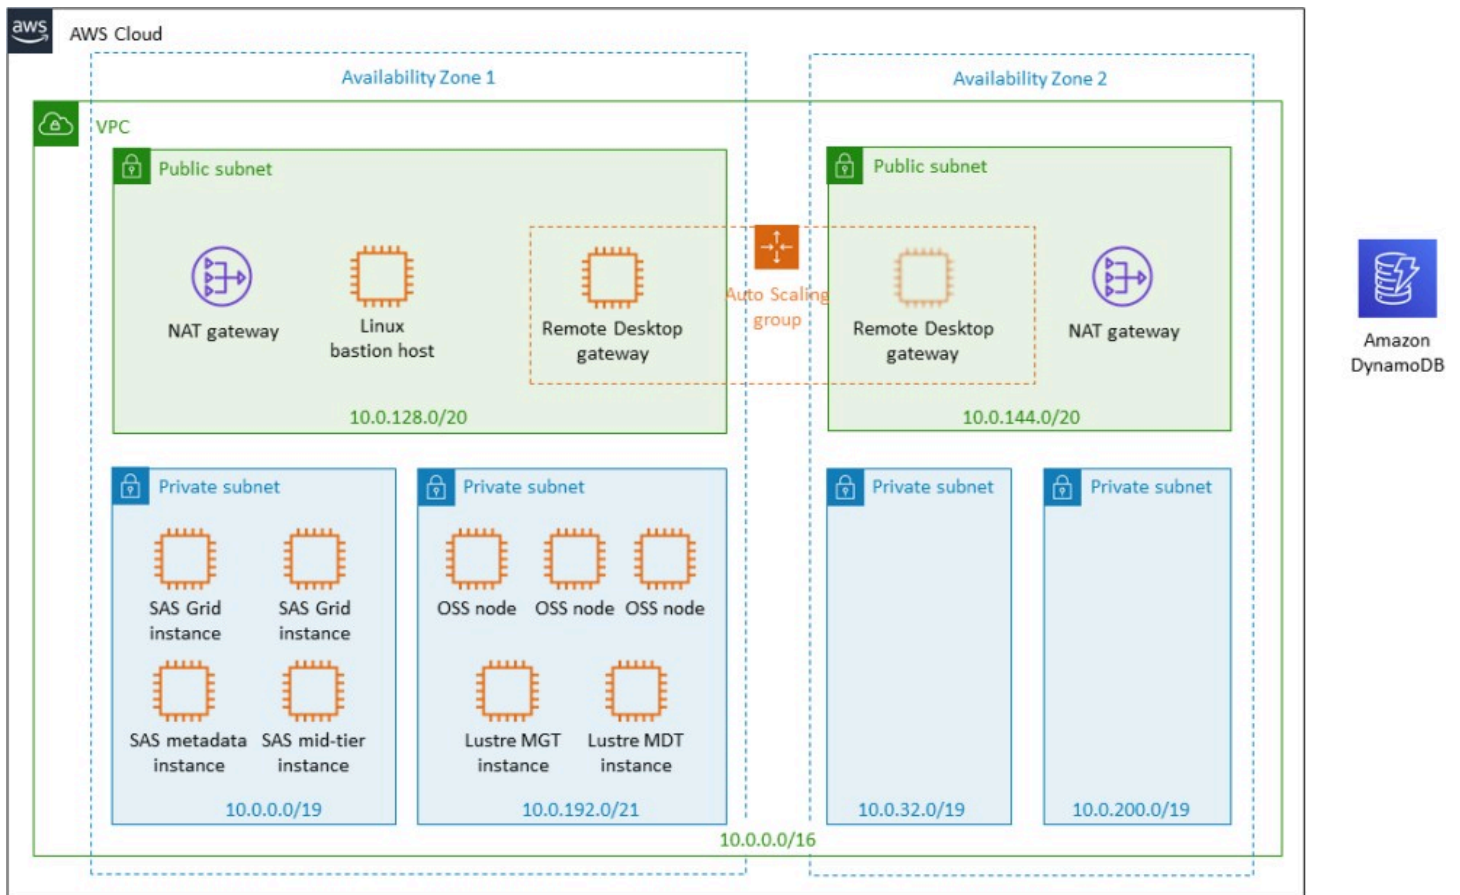 aws
AWS Cloud
Availability Zone 1
Availability Zone 2
VPC
Public subnet
NAT gateway
Linux
bastion host
Remote Desktop
gateway
10.0.128.0/20
Auto Scaling
group
Public subnet
Remote Desktop
gateway
NAT gateway
10.0.144.0/20
Amazon
DynamoDB
Private subnet
SAS Grid
instance
SAS Grid
instance
SAS metadata
instance
SAS mid-tier
instance
10.0.0.0/19
Private subnet
OSS node
OSS node
OSS node
Lustre MGT
instance
Lustre MDT
instance
10.0.192.0/21
Private subnet
10.0.32.0/19
Private subnet
10.0.200.0/19
10.0.0.0/16